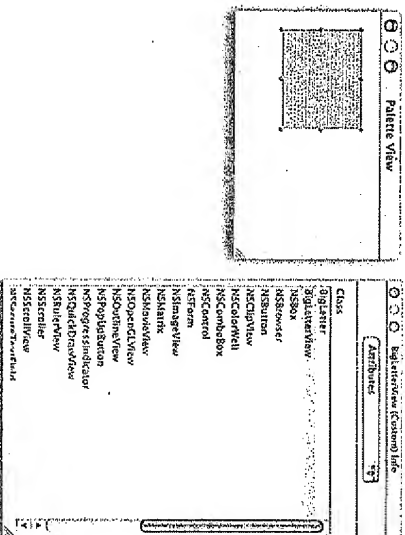 Palette View
BigLetterView (Custom) Info
Attributes
Class
BigLetter
BigLetterView
NSBox
NSBrowser
NSButton
NSClipView
NSColorWell
NSComboBox
NSControl
NSForm
NSImageView
NSMatrix
NSMovieView
NSOpenGLView
NSOutlineView
NSPopUpButton
NSProgressIndicator
NSQuickDrawView
NSRulerView
NSScroller
NSScrollView
NSSecureTextField